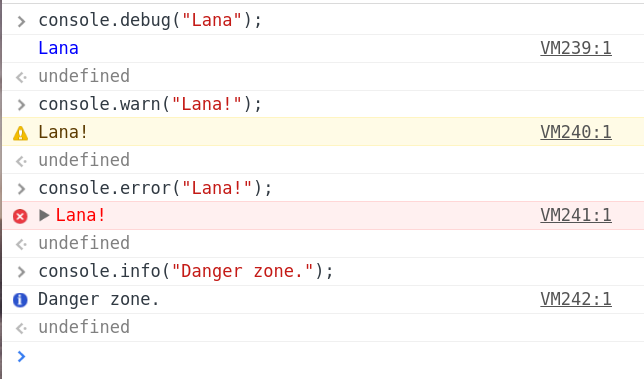 console.debug("Lana");
Lana VM239:1
undefined
console.warn("Lana!");
Lana! VM240:1
undefined
console.error("Lana!");
Lana! VM241:1
undefined
console.info("Danger zone.");
Danger zone. VM242:1
undefined